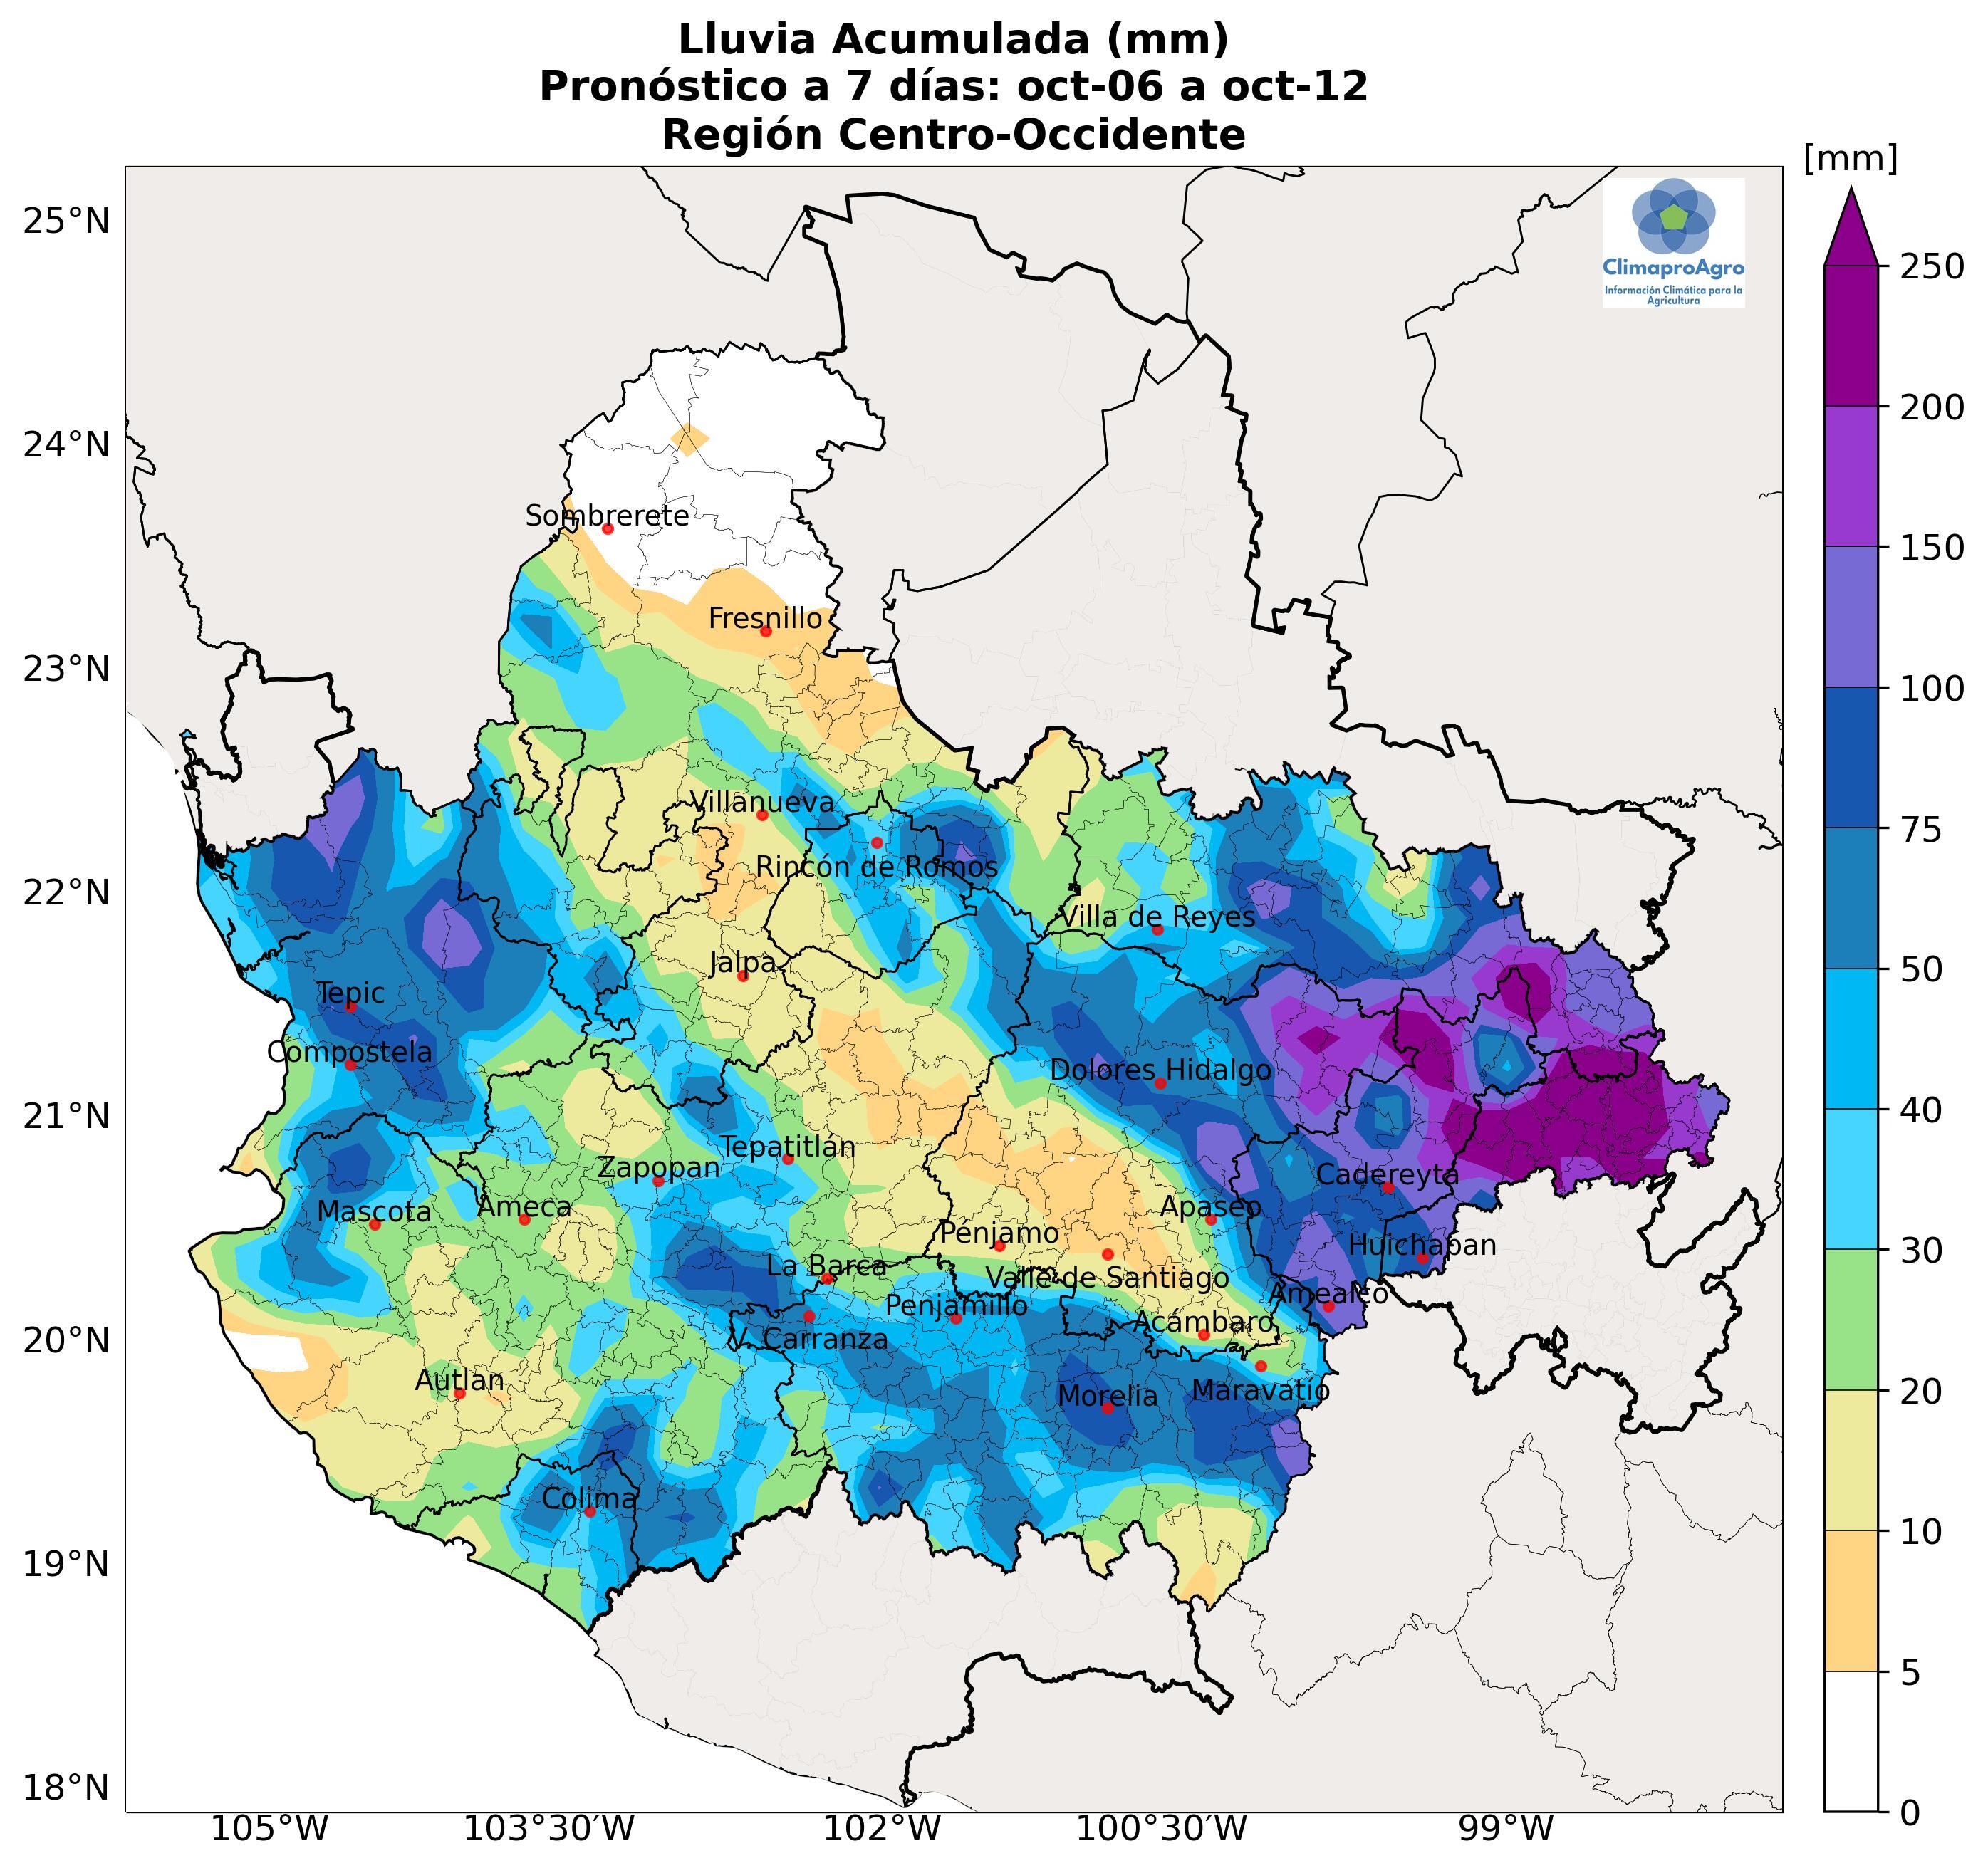 Lluvia Acumulada (mm)
Pronóstico a 7 días: oct-06 a oct-12
Región Centro-Occidente
[mm]
ClimaproAgro
Información Climática para la
Agricultura
25°N
24°N
23°N
22°N
21°N
20°N
19°N
18°N
Sombrerete
Fresnillo
Villanueva
Rincón de Romos
Villa de Reyes
Jalpa
Tepic
Compostela
Dolores Hidalgo
Tepatitlán
Zapopan
Cadereyta
Mascota
Ameca
Apaseo
Pénjamo
Huichapan
La Barca
Valle de Santiago
Amealco
Penjamillo
Acámbaro
V. Carranza
Autlan
Morelia
Maravatío
Colima
105°W
103°30'W
102°W
100°30'W
99°W
250
200
150
100
75
50
40
30
20
10
5
0